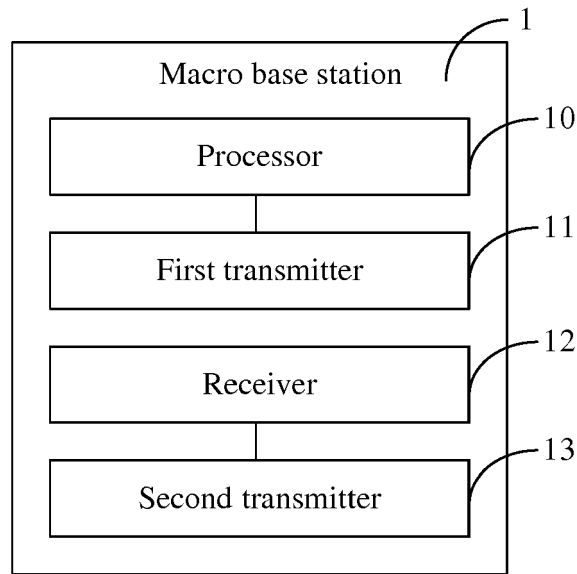 1
Macro base station
10
Processor
11
First transmitter
12
Receiver
13
Second transmitter